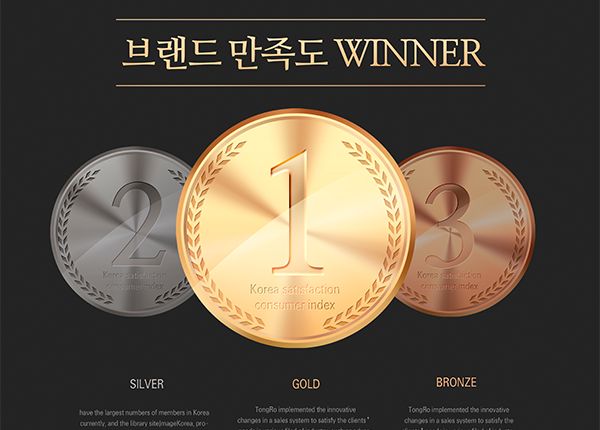 브랜드 만족도 WINNER
2
1
3
Korea satisfaction
consumer index
Korea satisfaction
consumer index
Korea satisfaction
consumer index
SILVER
GOLD
BRONZE
have the largest numbers of members in Korea
currently, and the library site(mageKorea, pro-
TongRo implemented the innovative
changes in a sales system to satisfy the clients'
TongRo implemented the innovative
changes in a sales system to satisfy the clients'